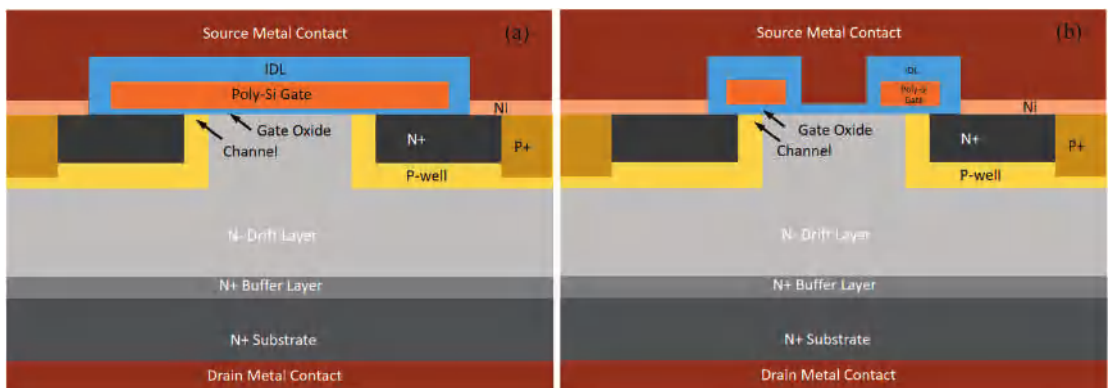 Source Metal Contact
(a)
IDL
Poly-Si Gate
Ni
Gate Oxide
Channel
N+
P+
P-well
N- Drift Layer
N+ Buffer Layer
N+ Substrate
Drain Metal Contact
Source Metal Contact
(b)
IDL
Poly-Si
Gate
Ni
Gate Oxide
Channel
N+
P+
P-well
N- Drift Layer
N+ Buffer Layer
N+ Substrate
Drain Metal Contact